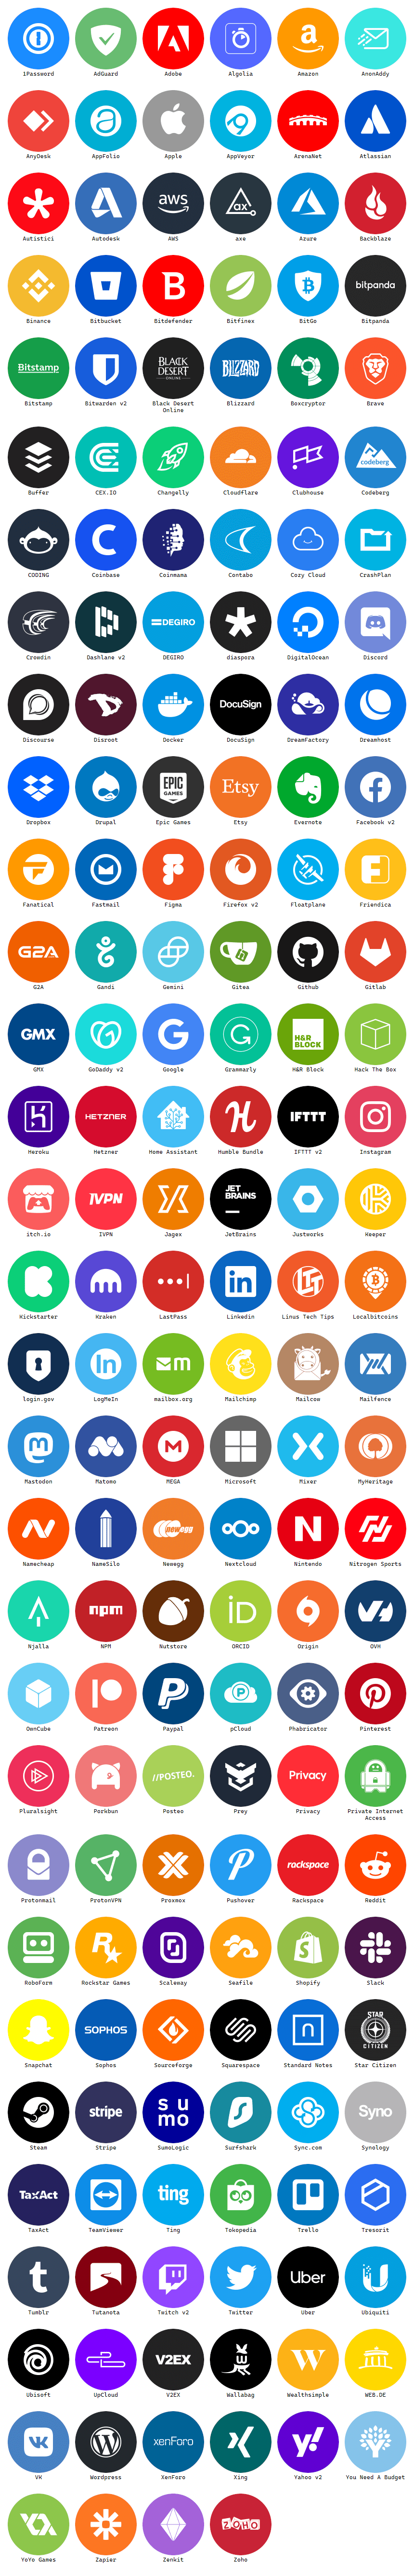 1Password AdGuard Adobe Algolia Amazon AnonAddy
AnyDesk AppFolio Apple AppVeyor ArenaNet Atlassian
aws ax
Autistici Autodesk AWS axe Azure Backblaze
bitpanda
Binance Bitbucket Bitdefender Bitfinex BitGo Bitpanda
Bitstamp BLACK DESERT ONLINE BLIZZARD
Bitstamp Bitwarden v2 Black Desert Online Blizzard Boxcryptor Brave
codeberg
Buffer CEX.IO Changelly Cloudflare Clubhouse Codeberg
CODING Coinbase Coinmama Contabo Cozy Cloud CrashPlan
DEGIRO
Crowdin Dashlane v2 DEGIRO diaspora DigitalOcean Discord
DocuSign
Discourse Disroot Docker DocuSign DreamFactory Dreamhost
EPIC GAMES Etsy
Dropbox Drupal Epic Games Etsy Evernote Facebook v2
Fanatical Fastmail Figma Firefox v2 Floatplane Friendica
G2A
G2A Gandi Gemini Gitea Github Gitlab
GMX H&R BLOCK
GMX GoDaddy v2 Google Grammarly H&R Block Hack The Box
HETZNER IFTTT
Heroku Hetzner Home Assistant Humble Bundle IFTTT v2 Instagram
IVPN JET BRAINS
itch.io IVPN Jagex JetBrains Justworks Keeper
in LTT
Kickstarter Kraken LastPass Linkedin Linus Tech Tips Localbitcoins
In m
login.gov LogMeIn mailbox.org Mailchimp Mailcow Mailfence
Mastodon Matomo MEGA Microsoft Mixer MyHeritage
newegg
Namecheap NameSilo Newegg Nextcloud Nintendo Nitrogen Sports
npm iD
Njalla NPM Nutstore ORCID Origin OVH
OwnCube Patreon Paypal pCloud Phabricator Pinterest
//POSTEO. Privacy
Pluralsight Porkbun Posteo Prey Privacy Private Internet Access
rackspace
Protonmail ProtonVPN Proxmox Pushover Rackspace Reddit
RoboForm Rockstar Games Scaleway Seafile Shopify Slack
SOPHOS STAR CITIZEN
Snapchat Sophos Sourceforge Squarespace Standard Notes Star Citizen
stripe sumo Syno
Steam Stripe SumoLogic Surfshark Sync.com Synology
TaxAct ting
TaxAct TeamViewer Ting Tokopedia Trello Tresorit
Uber
Tumblr Tutanota Twitch v2 Twitter Uber Ubiquiti
V2EX
Ubisoft UpCloud V2EX Wallabag Wealthsimple WEB.DE
xenForo y!
VK Wordpress XenForo Xing Yahoo v2 You Need A Budget
ZOHO
YoYo Games Zapier Zenkit Zoho